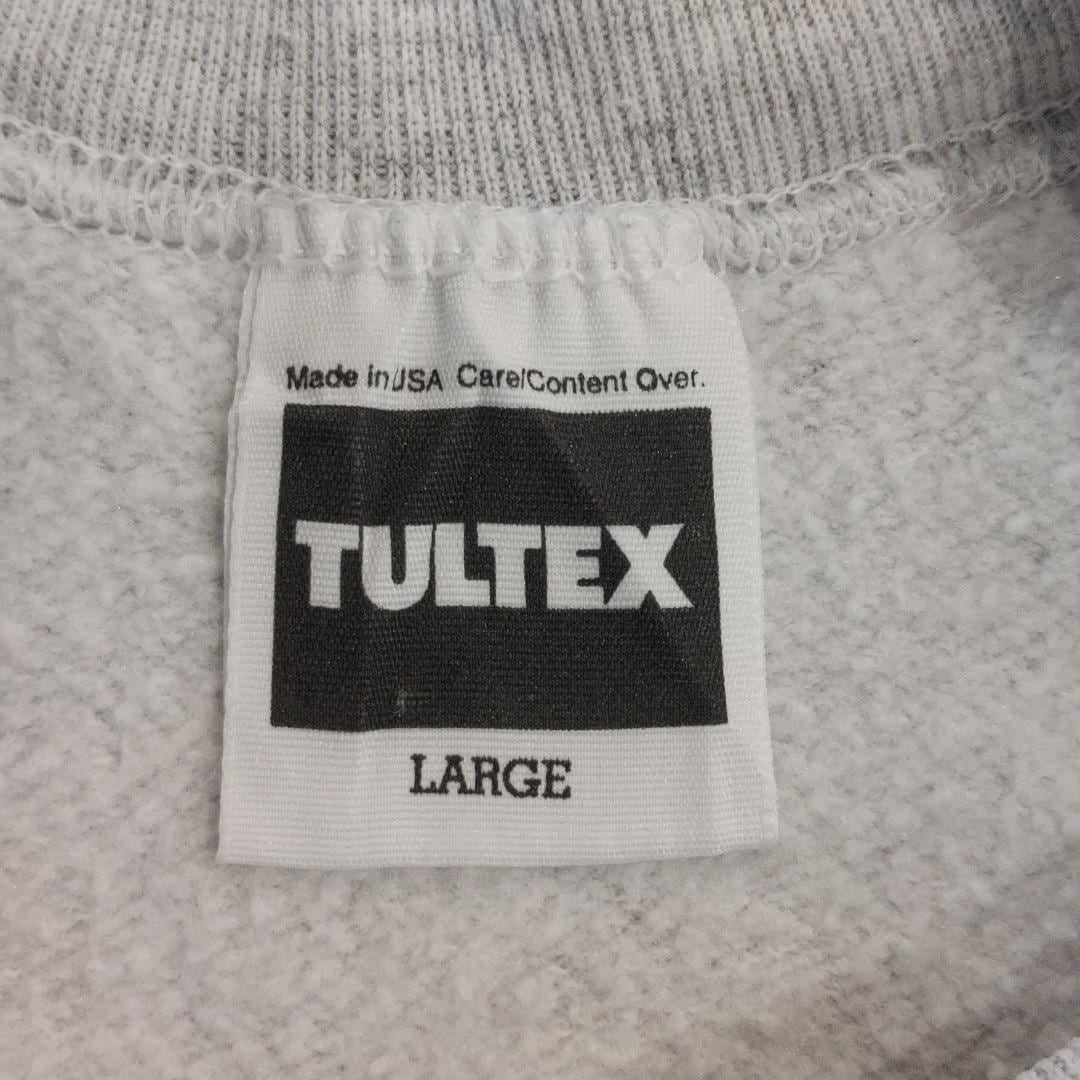 Made in USA Care/Content Over.
TULTEX
LARGE